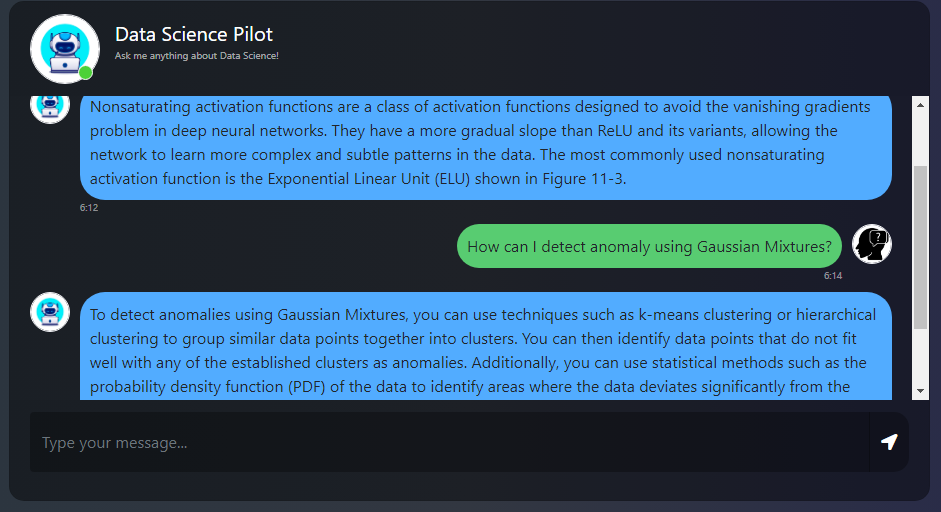 Data Science Pilot
Ask me anything about Data Science!
Nonsaturating activation functions are a class of activation functions designed to avoid the vanishing gradients
problem in deep neural networks. They have a more gradual slope than ReLU and its variants, allowing the
network to learn more complex and subtle patterns in the data. The most commonly used nonsaturating
activation function is the Exponential Linear Unit (ELU) shown in Figure 11-3.
6:12
How can I detect anomaly using Gaussian Mixtures?
?
6:14
To detect anomalies using Gaussian Mixtures, you can use techniques such as k-means clustering or hierarchical
clustering to group similar data points together into clusters. You can then identify data points that do not fit
well with any of the established clusters as anomalies. Additionally, you can use statistical methods such as the
probability density function (PDF) of the data to identify areas where the data deviates significantly from the
Type your message...